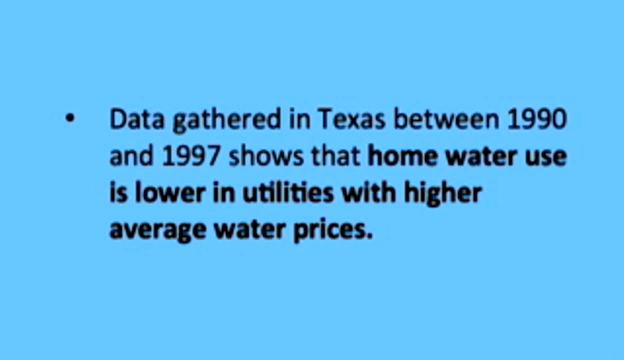 • Data gathered in Texas between 1990
and 1997 shows that home water use
is lower in utilities with higher
average water prices.